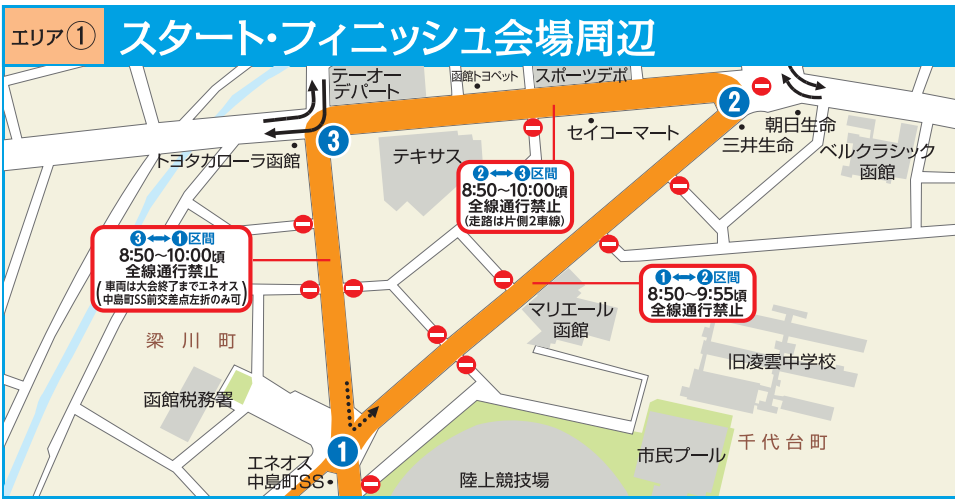 エリア①
スタート・フィニッシュ会場周辺
テーオー
デパート
函館トヨペット
スポーツデポ
2
3
トヨタカローラ函館
テキサス
セイコーマート
三井生命
朝日生命
ベルクラシック
函館
2⟷3区間
8:50~10:00頃
全線通行禁止
(走路は片側2車線)
3⟷1区間
8:50~10:00頃
全線通行禁止
(車両は大会終了までエネオス
中島町SS前交差点左折のみ可)
1⟷2区間
8:50~9:55頃
全線通行禁止
マリエール
函館
梁川町
旧凌雲中学校
函館税務署
千代台町
1
エネオス
中島町SS
市民プール
陸上競技場